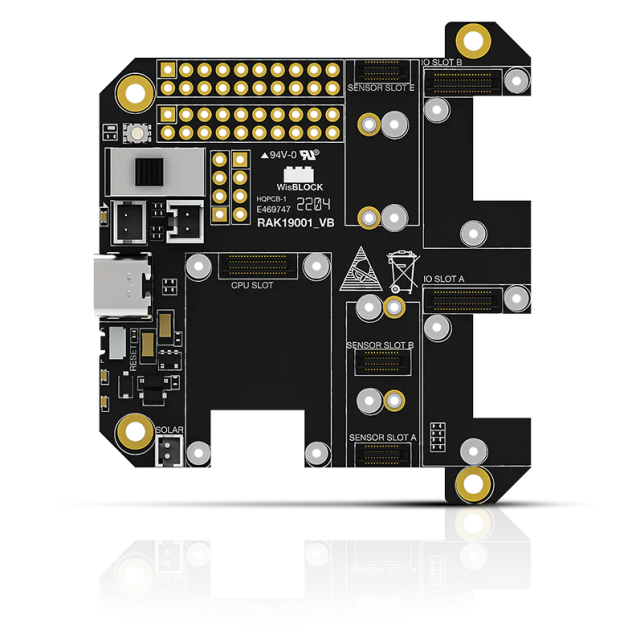 IO SLOT B
SENSOR SLOT E
▲94V-0
WisBLOCK
HQPCB-1 2204
E469747
RAK19001_VB
IO SLOT A
CPU SLOT
RESET
SENSOR SLOT B
SOLAR
SENSOR SLOT A